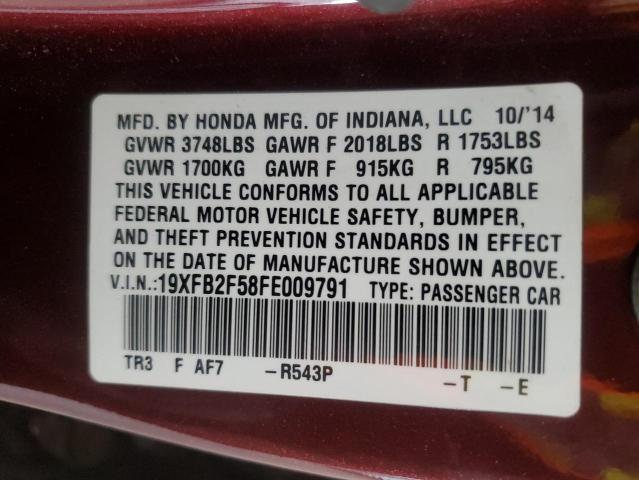 MFD. BY HONDA MFG. OF INDIANA, LLC 10/'14
GVWR 3748LBS GAWR F 2018LBS R 1753LBS
GVWR 1700KG GAWR F 915KG R 795KG
THIS VEHICLE CONFORMS TO ALL APPLICABLE
FEDERAL MOTOR VEHICLE SAFETY, BUMPER,
AND THEFT PREVENTION STANDARDS IN EFFECT
ON THE DATE OF MANUFACTURE SHOWN ABOVE.
V.I.N.:19XFB2F58FE009791 TYPE: PASSENGER CAR
TR3 F AF7 –R543P –T –E